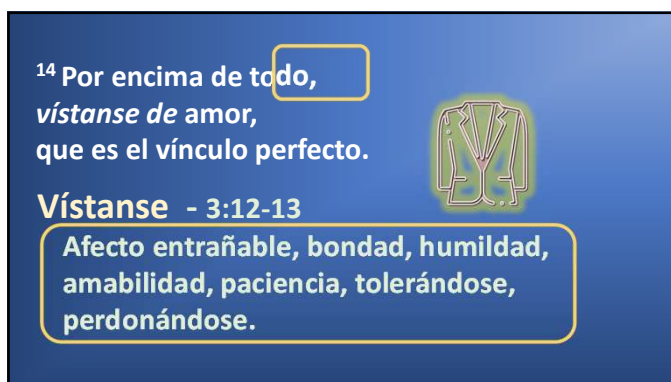 14 Por encima de todo,
vístanse de amor,
que es el vínculo perfecto.
Vístanse - 3:12-13
Afecto entrañable, bondad, humildad,
amabilidad, paciencia, tolerándose,
perdonándose.